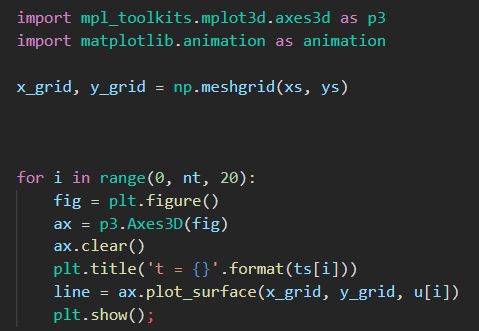 import mpl_toolkits.mplot3d.axes3d as p3
import matplotlib.animation as animation
x_grid, y_grid = np.meshgrid(xs, ys)
for i in range(0, nt, 20):
    fig = plt.figure()
    ax = p3.Axes3D(fig)
    ax.clear()
    plt.title('t = {}'.format(ts[i]))
    line = ax.plot_surface(x_grid, y_grid, u[i])
    plt.show();